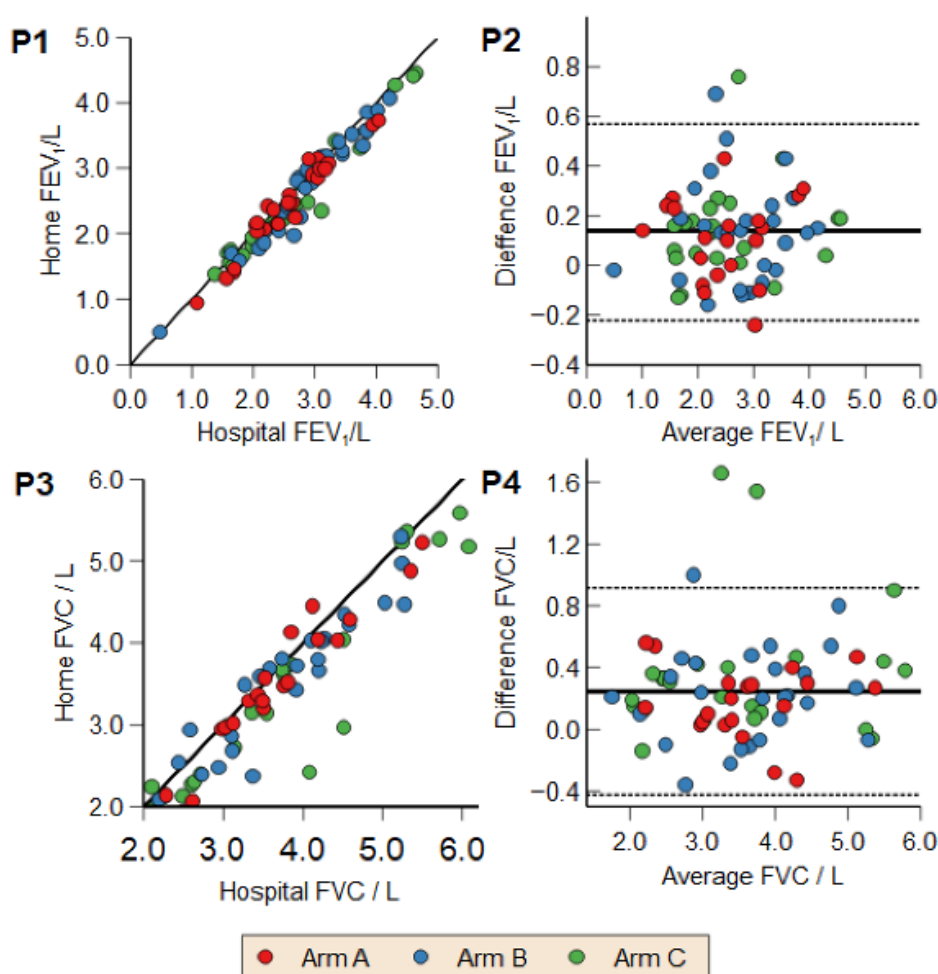 P1
5.0
4.0
3.0
2.0
1.0
0.0
Home FEV1/L
0.0 1.0 2.0 3.0 4.0 5.0
Hospital FEV1/L
P2
0.8
0.6
0.4
0.2
0
−0.2
−0.4
Dieffence FEV1/L
0.0 1.0 2.0 3.0 4.0 5.0 6.0
Average FEV1/ L
P3
6.0
5.0
4.0
3.0
2.0
Home FVC / L
2.0 3.0 4.0 5.0 6.0
Hospital FVC / L
P4
1.6
1.2
0.8
0.4
0.0
−0.4
Difference FVC/L
2.0 3.0 4.0 5.0 6.0
Average FVC / L
Arm A Arm B Arm C